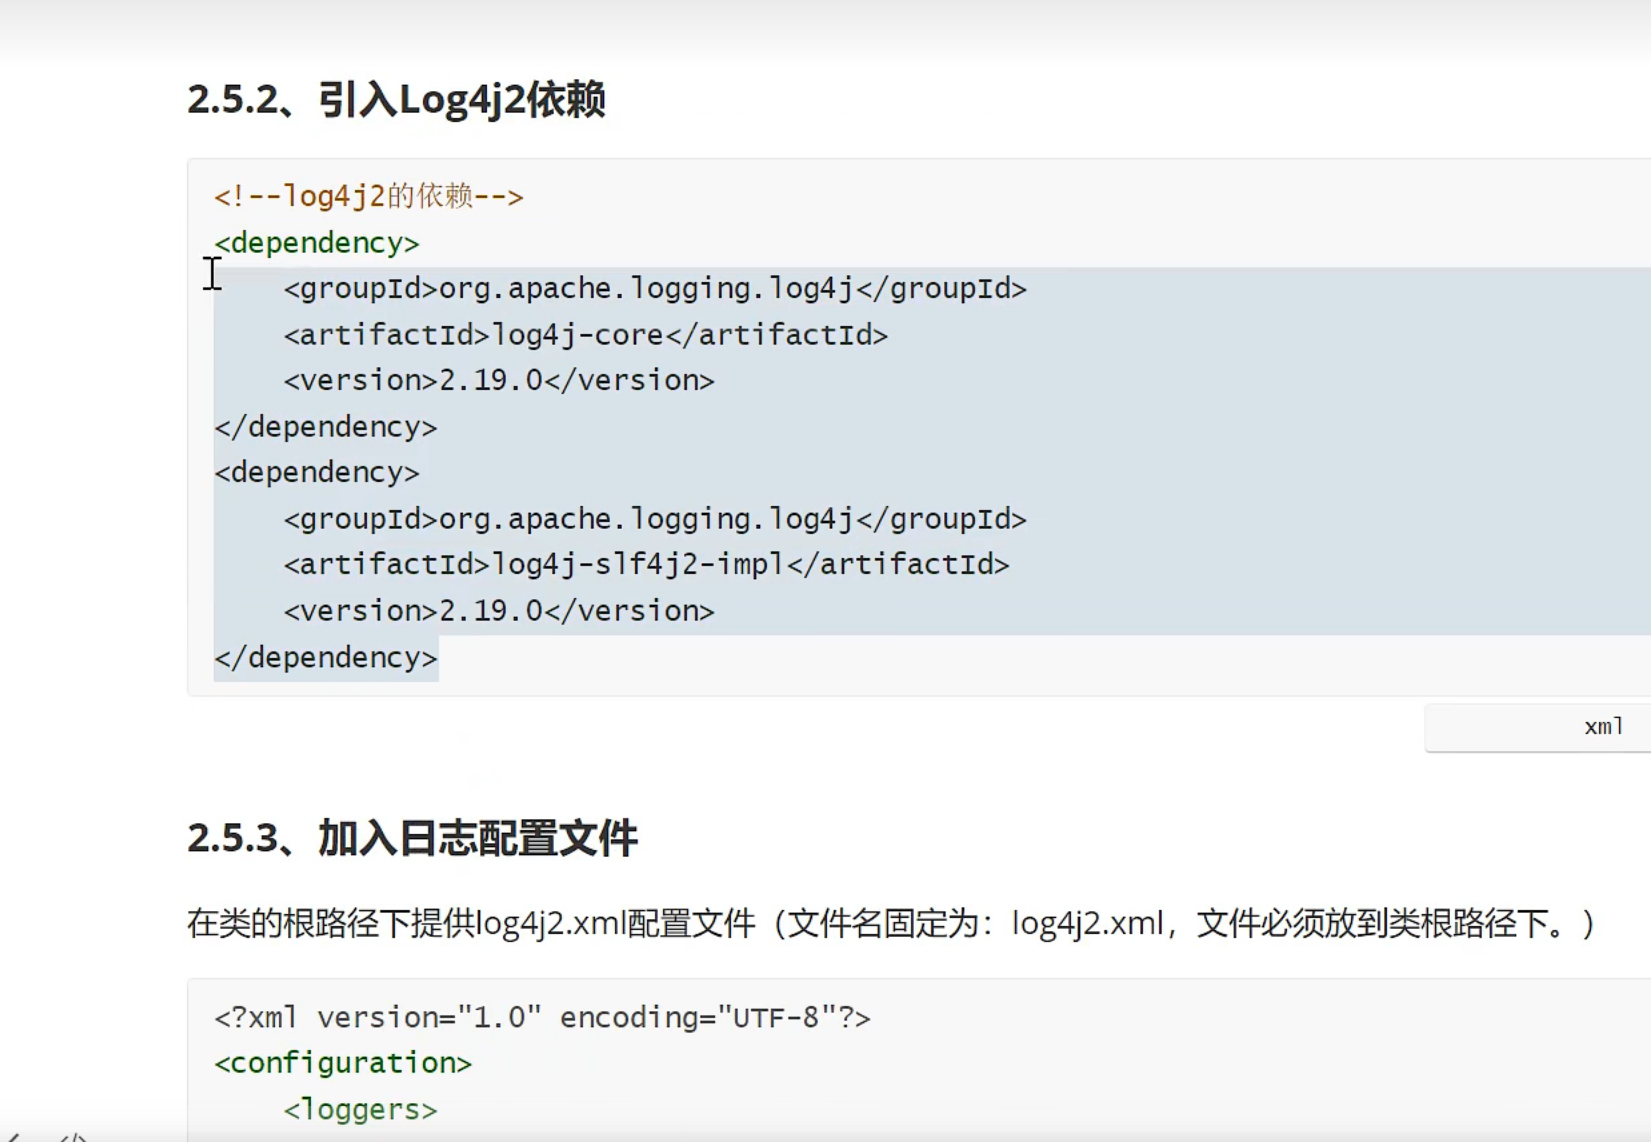 2.5.2、引入Log4j2依赖
<!--log4j2的依赖-->
<dependency>
    <groupId>org.apache.logging.log4j</groupId>
    <artifactId>log4j-core</artifactId>
    <version>2.19.0</version>
</dependency>
<dependency>
    <groupId>org.apache.logging.log4j</groupId>
    <artifactId>log4j-slf4j2-impl</artifactId>
    <version>2.19.0</version>
</dependency>
xml
2.5.3、加入日志配置文件
在类的根路径下提供log4j2.xml配置文件（文件名固定为：log4j2.xml，文件必须放到类根路径下。）
<?xml version="1.0" encoding="UTF-8"?>
<configuration>
    <loggers>